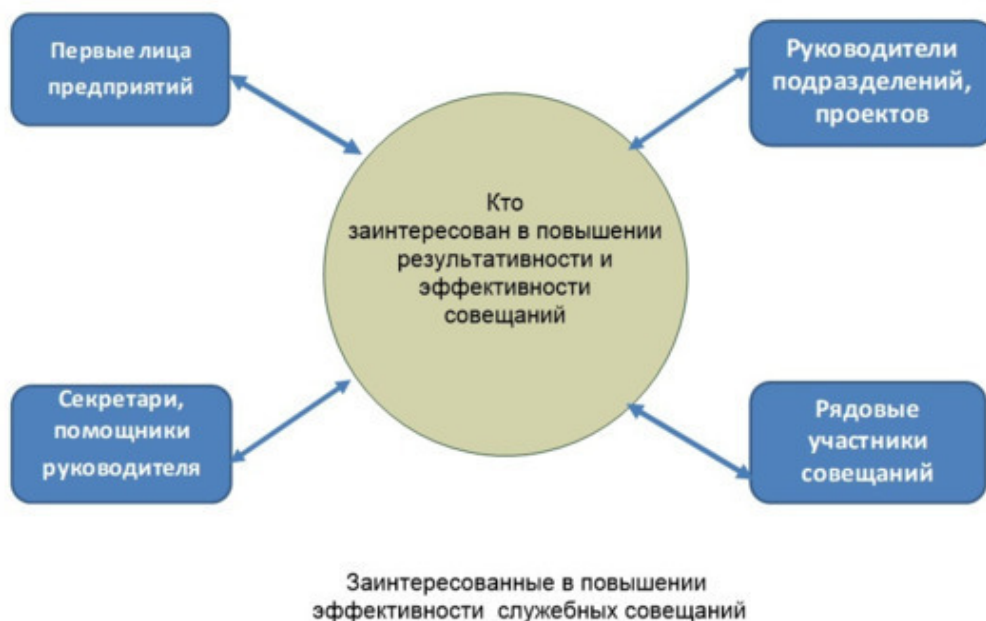 Первые лица
предприятий
Руководители
подразделений,
проектов
Кто
заинтересован в повышении
результативности и
эффективности
совещаний
Секретари,
помощники
руководителя
Рядовые
участники
совещаний
Заинтересованные в повышении
эффективности служебных совещаний